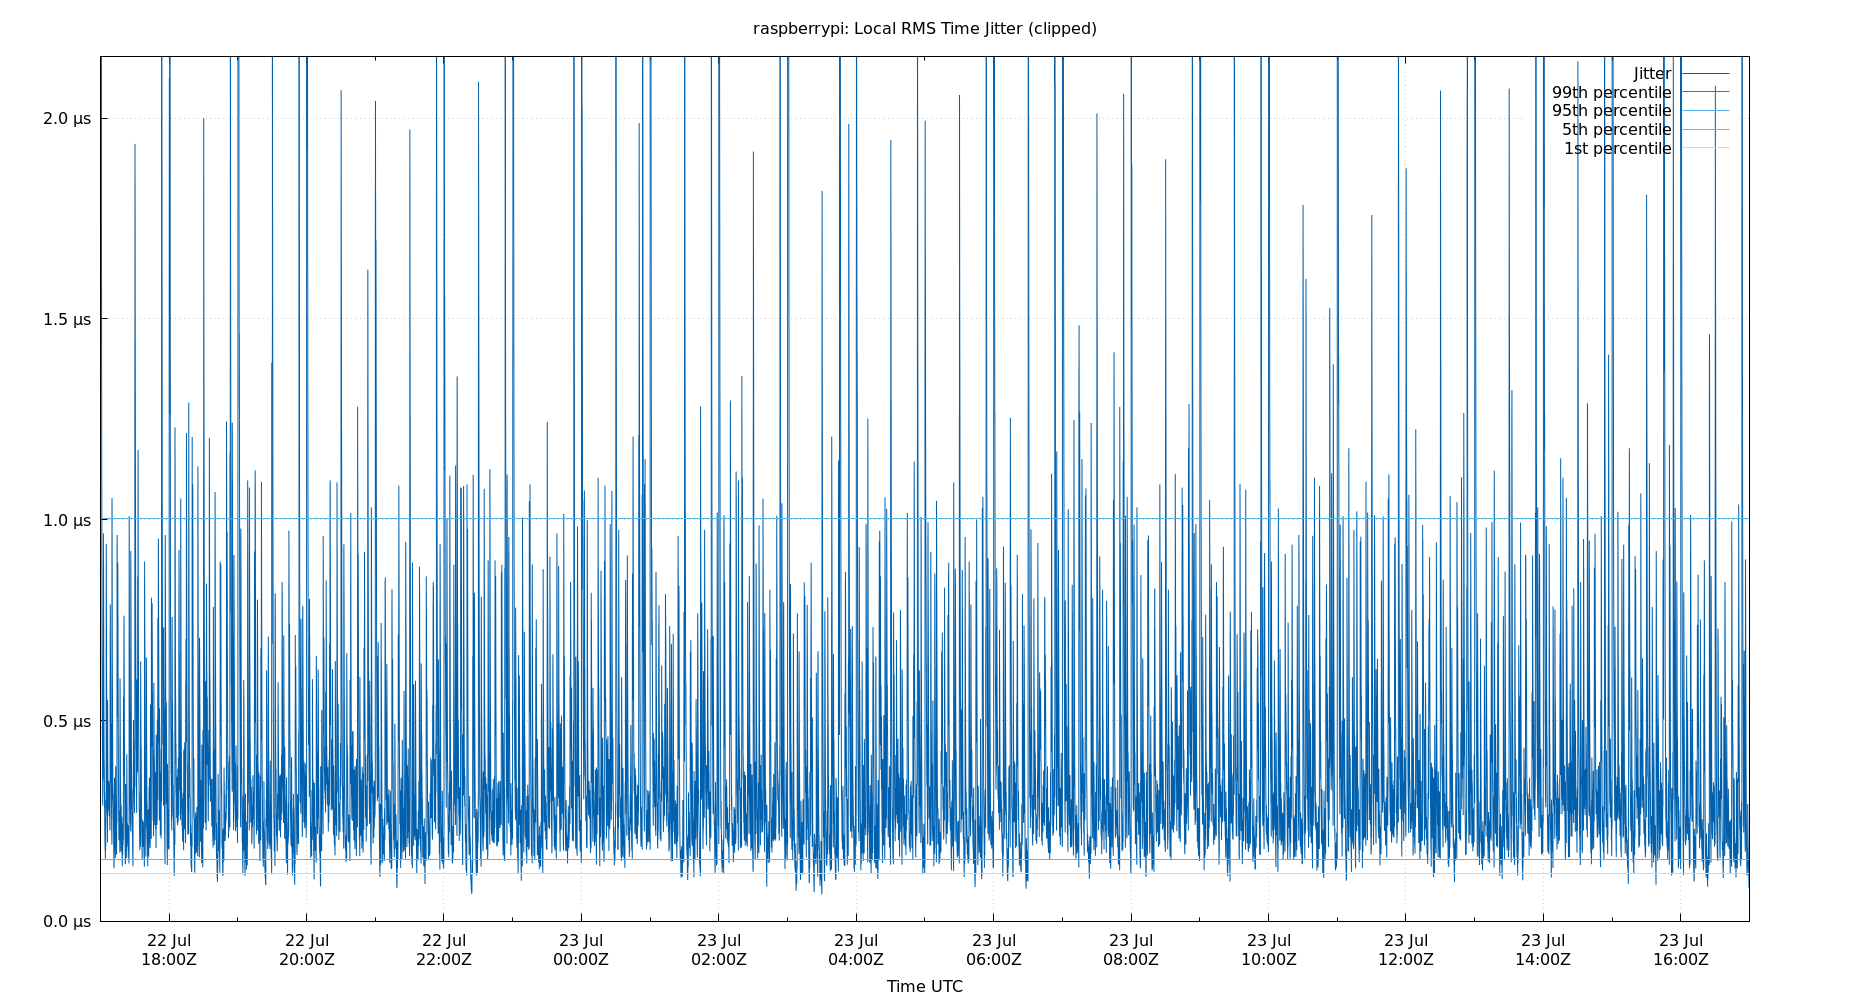 raspberrypi: Local RMS Time Jitter (clipped)
Jitter
99th percentile
95th percentile
5th percentile
1st percentile
2.0 µs
1.5 µs
1.0 µs
0.5 µs
0.0 µs
22 Jul 22 Jul 22 Jul 23 Jul 23 Jul 23 Jul 23 Jul 23 Jul 23 Jul 23 Jul 23 Jul 23 Jul
18:00Z 20:00Z 22:00Z 00:00Z 02:00Z 04:00Z 06:00Z 08:00Z 10:00Z 12:00Z 14:00Z 16:00Z
Time UTC